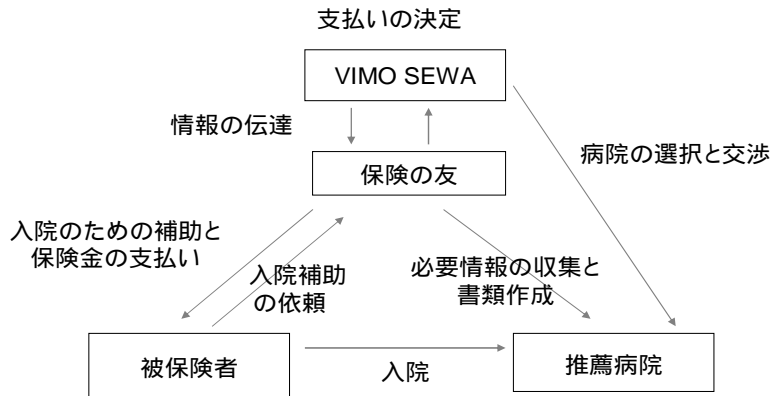 支払いの決定
VIMO SEWA
情報の伝達
病院の選択と交渉
保険の友
入院のための補助と
保険金の支払い
入院補助
の依頼
必要情報の収集と
書類作成
被保険者
入院
推薦病院